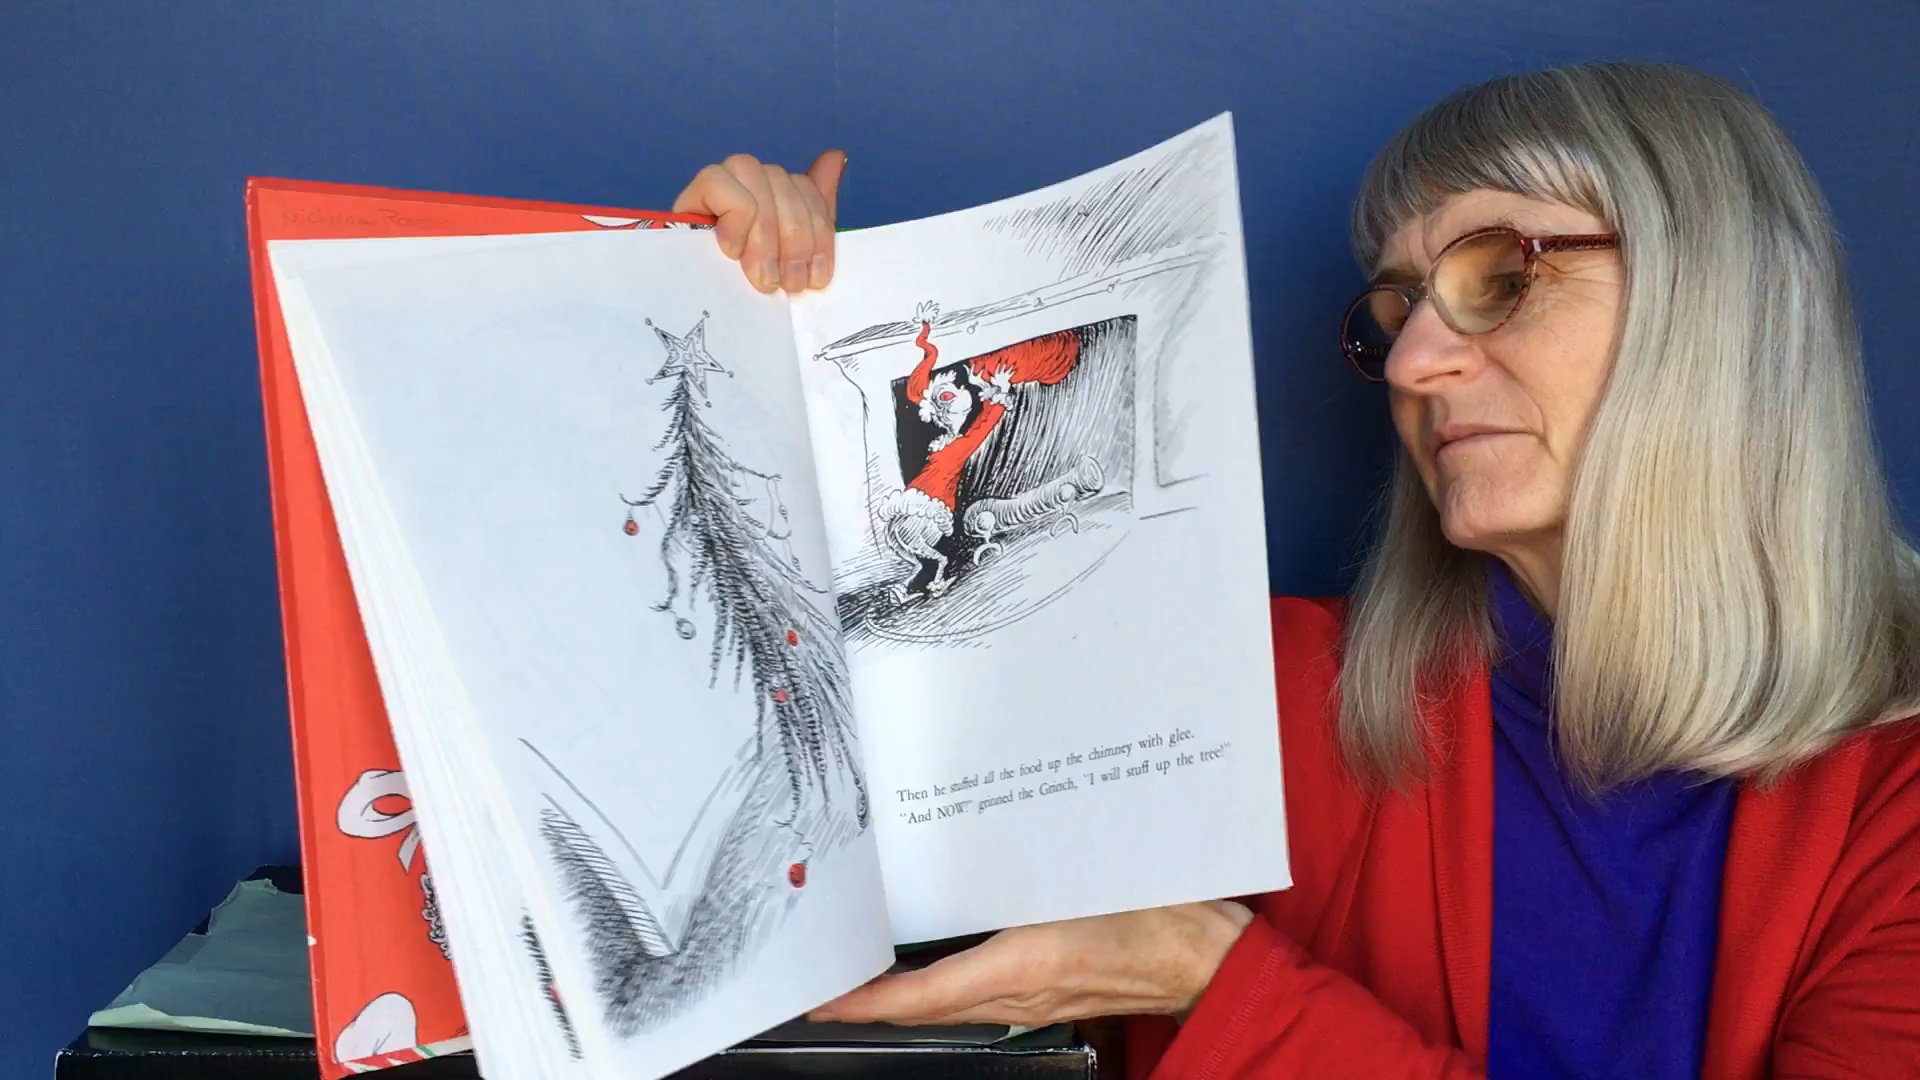 Then he stuffed all the food up the chimney with glee.
"And NOW!" grinned the Grinch, "I will stuff up the tree!"